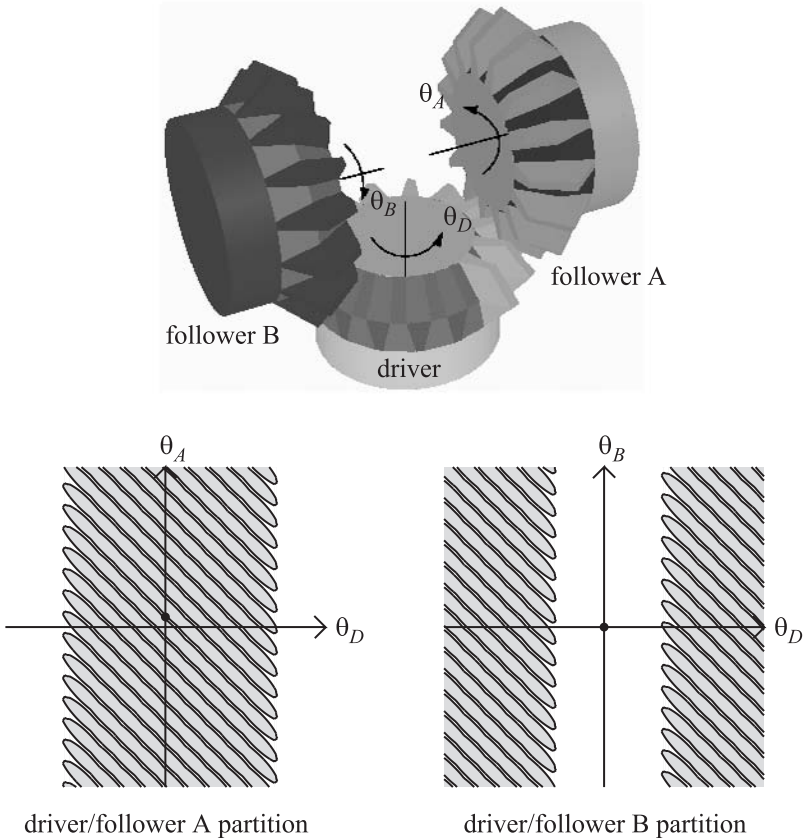 θA
θB
θD
follower A
follower B
driver
θA
θB
θD
θD
driver/follower A partition
driver/follower B partition